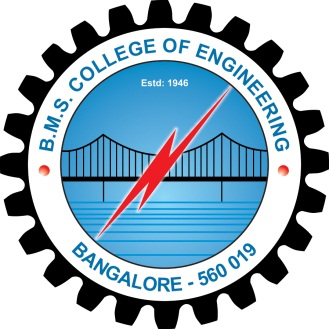 B.M.S. COLLEGE OF ENGINEERING
Estd: 1946
BANGALORE - 560 019